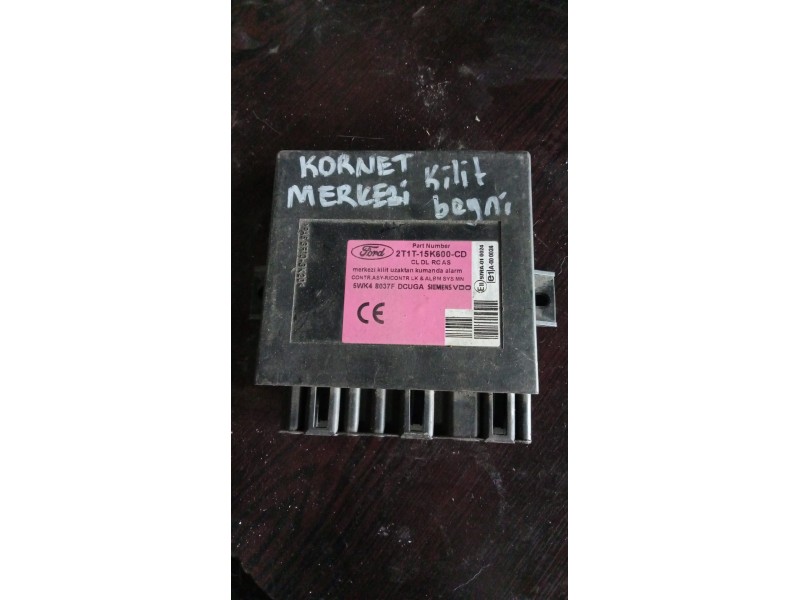 KORNET kilit
MERKEZİ beyni
Ford
Part Number
2T1T-15K600-CD
CL DL RC AS
merkezi kilit uzaktan kumanda alarm
CONTR.ASY-R/CONTR LK & ALRM SYS MN
5WK4 8037F DCUGA SIEMENS VDO
CE